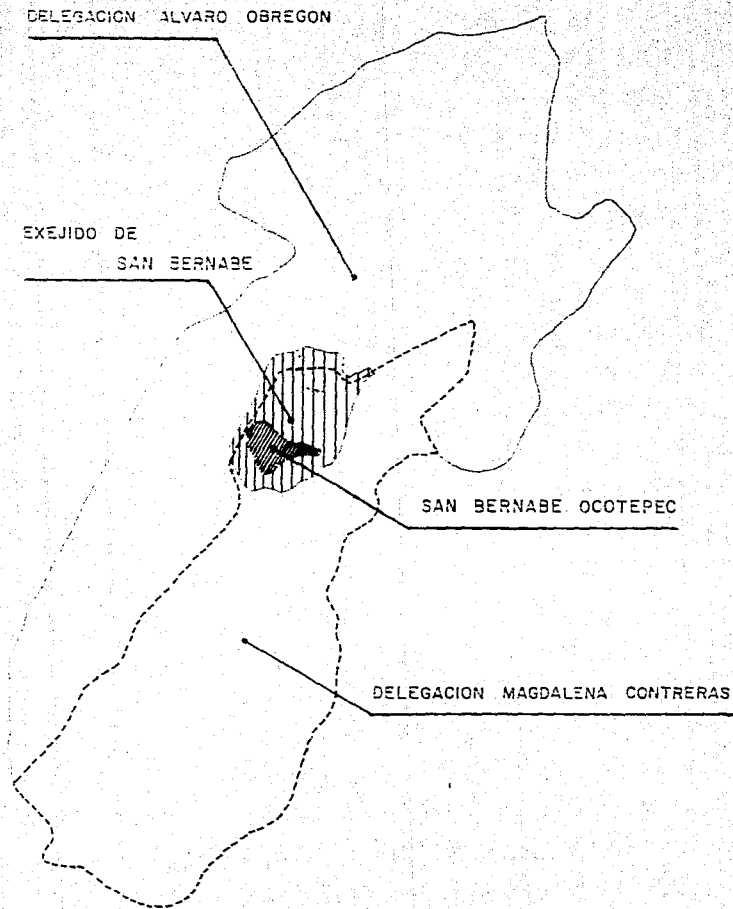 DELEGACION ALVARO OBREGON
EXEJIDO DE
SAN BERNABE
SAN BERNABE OCOTEPEC
DELEGACION MAGDALENA CONTRERAS